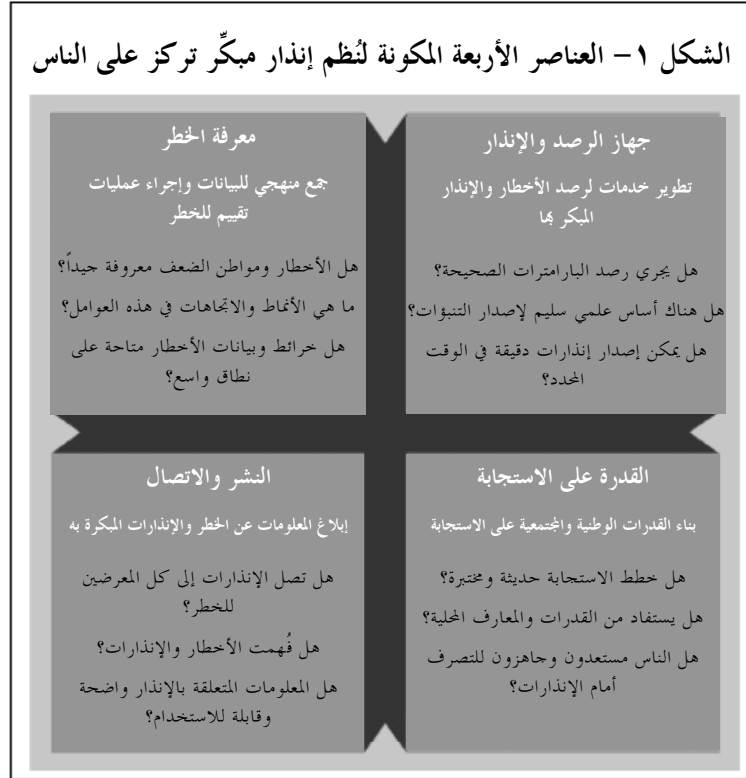 الشكل ١- العناصر الأربعة المكونة لنُظم إنذار مبكِّر تركز على الناس
جهاز الرصد والإنذار
تطوير خدمات لرصد الأخطار والإنذار
المبكر بها
هل يجري رصد البارامترات الصحيحة؟
هل هناك أساس علمي سليم لإصدار التنبؤات؟
هل يمكن إصدار إنذارات دقيقة في الوقت
المحدد؟
معرفة الخطر
جمع منهجي للبيانات وإجراء عمليات
تقييم للخطر
هل الأخطار ومواطن الضعف معروفة جيداً؟
ما هي الأنماط والاتجاهات في هذه العوامل؟
هل خرائط وبيانات الأخطار متاحة على
نطاق واسع؟
القدرة على الاستجابة
بناء القدرات الوطنية والمجتمعية على الاستجابة
هل خطط الاستجابة حديثة ومختبرة؟
هل يستفاد من القدرات والمعارف المحلية؟
هل الناس مستعدون وجاهزون للتصرف
أمام الإنذارات؟
النشر والاتصال
إبلاغ المعلومات عن الخطر والإنذارات المبكرة به
هل تصل الإنذارات إلى كل المعرضين
للخطر؟
هل فُهمت الأخطار والإنذارات؟
هل المعلومات المتعلقة بالإنذار واضحة
وقابلة للاستخدام؟